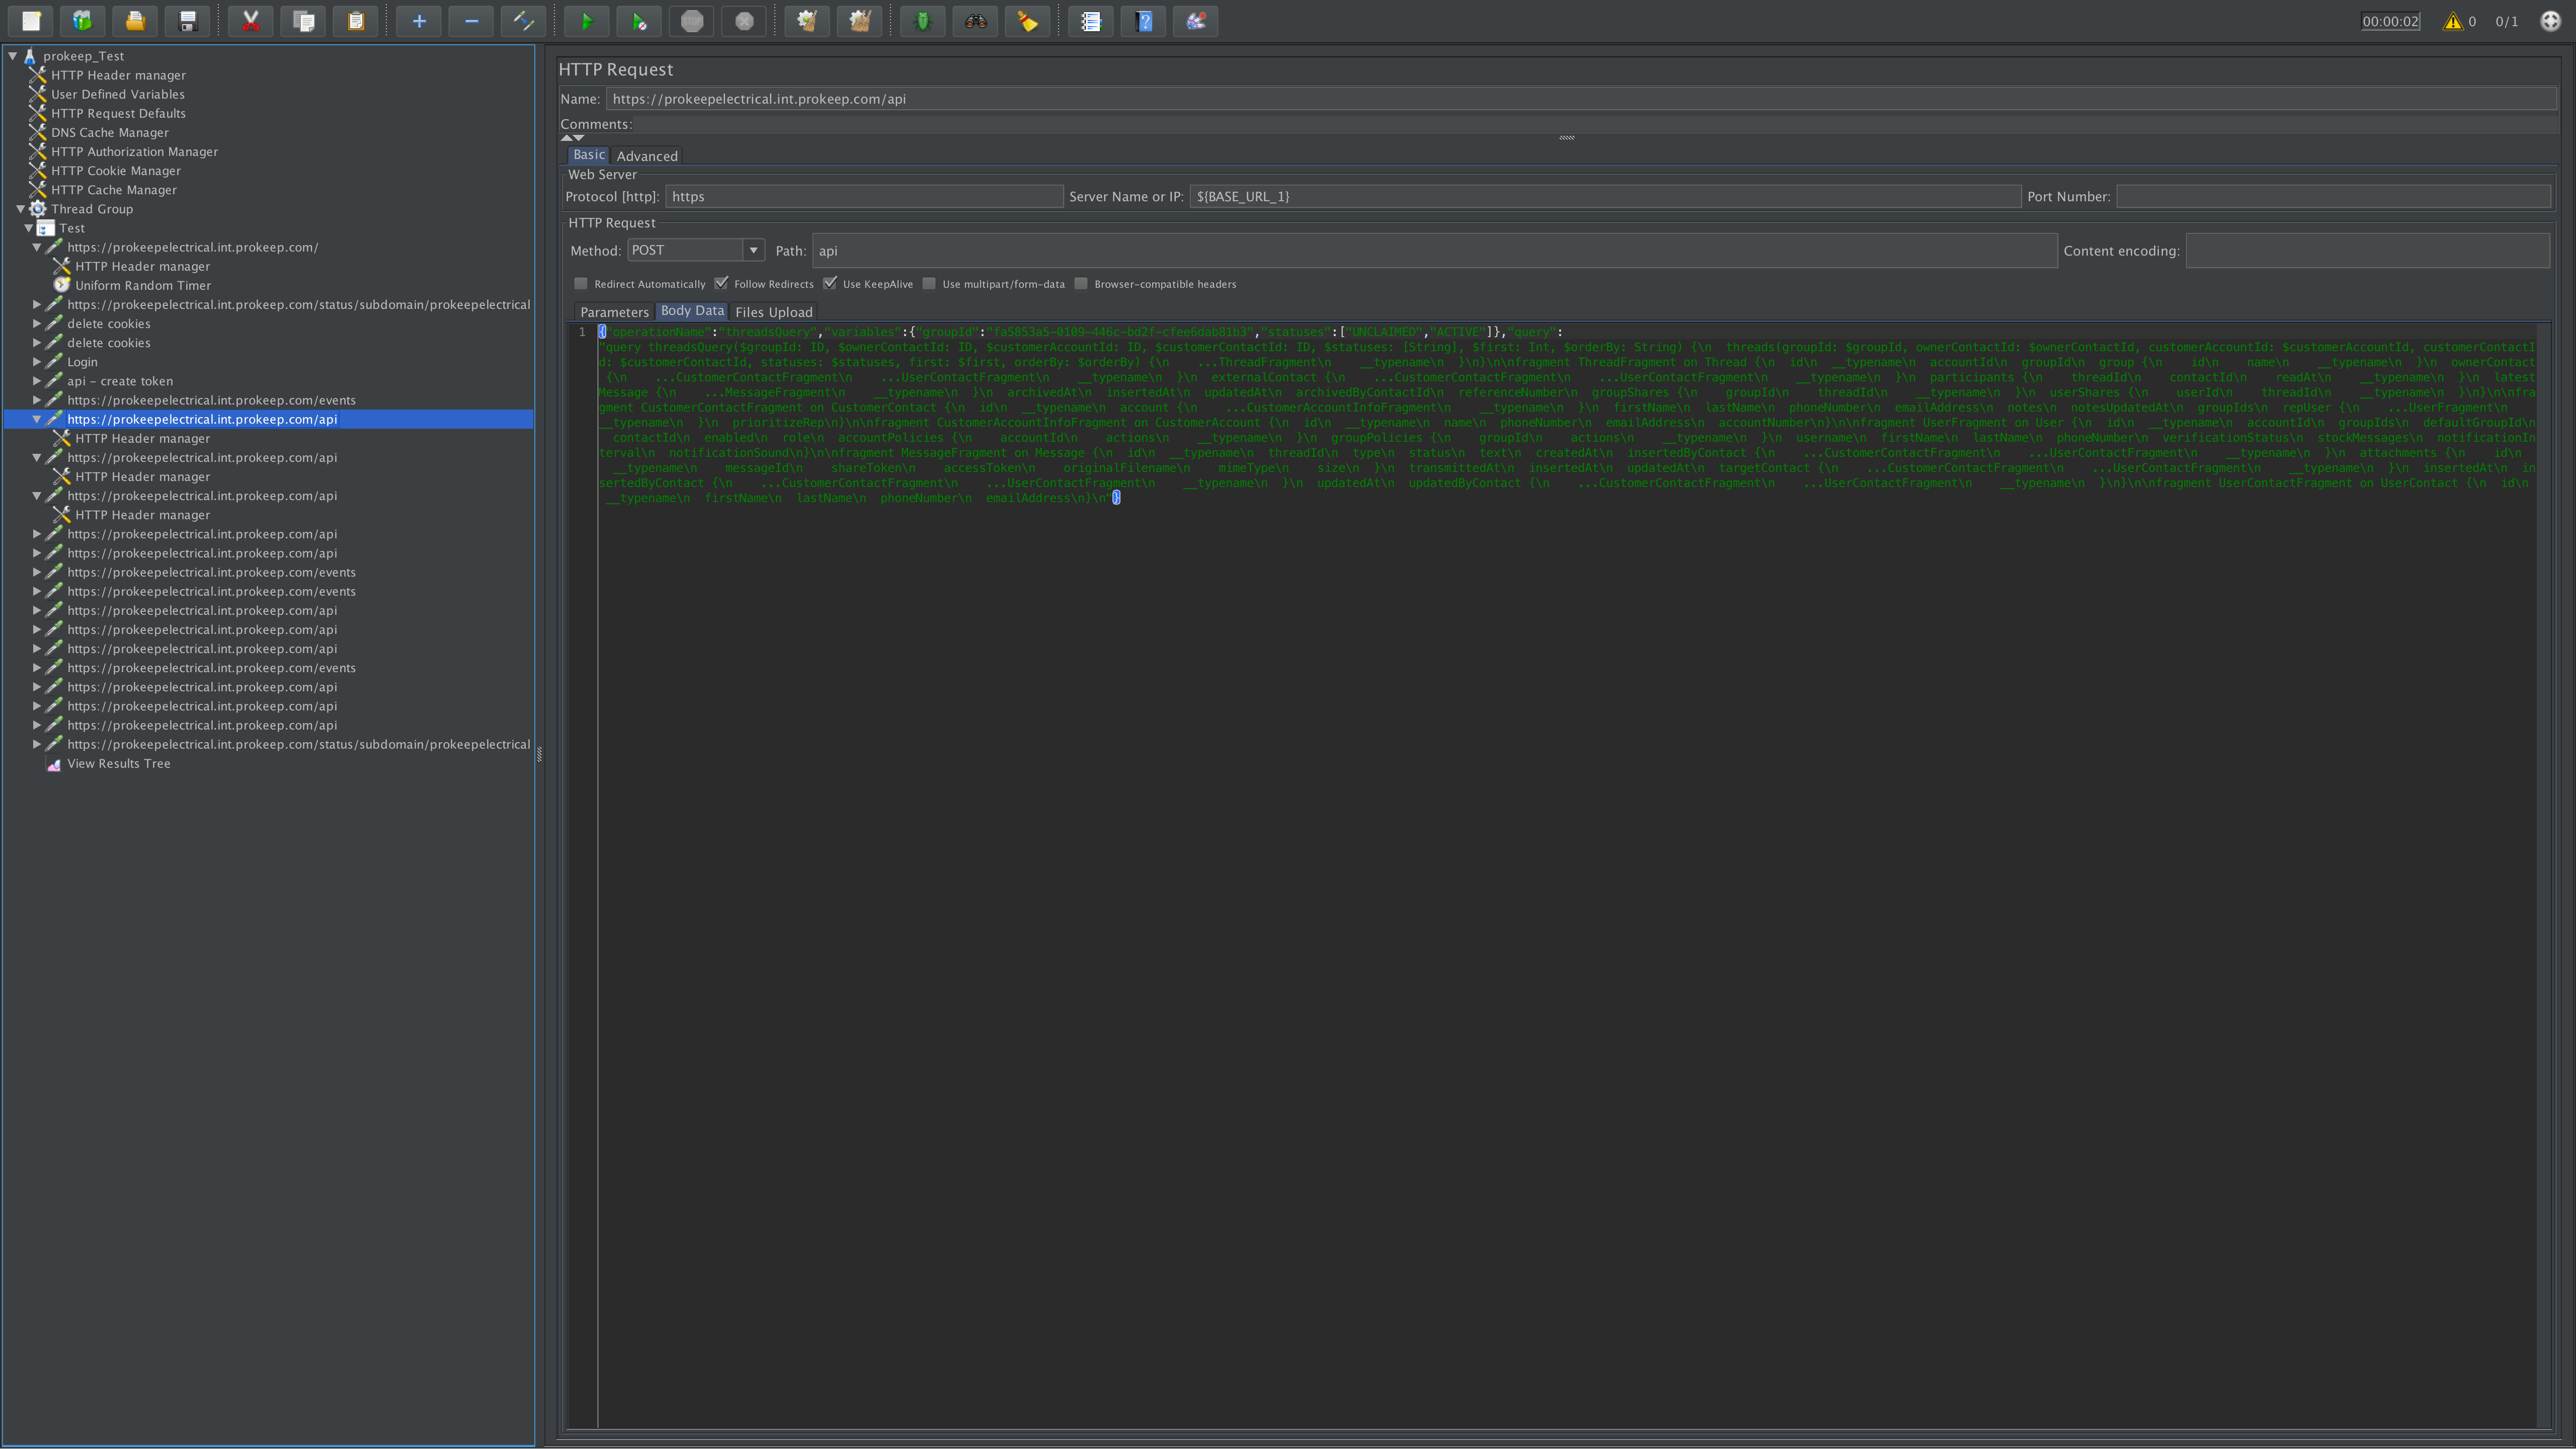 00:00:02 0 0/1
prokeep_Test
HTTP Header manager
User Defined Variables
HTTP Request Defaults
DNS Cache Manager
HTTP Authorization Manager
HTTP Cookie Manager
HTTP Cache Manager
Thread Group
Test
https://prokeepelectrical.int.prokeep.com/
HTTP Header manager
Uniform Random Timer
https://prokeepelectrical.int.prokeep.com/status/subdomain/prokeepelectrical
delete cookies
delete cookies
Login
api - create token
https://prokeepelectrical.int.prokeep.com/events
https://prokeepelectrical.int.prokeep.com/api
HTTP Header manager
https://prokeepelectrical.int.prokeep.com/api
HTTP Header manager
https://prokeepelectrical.int.prokeep.com/api
HTTP Header manager
https://prokeepelectrical.int.prokeep.com/api
https://prokeepelectrical.int.prokeep.com/api
https://prokeepelectrical.int.prokeep.com/events
https://prokeepelectrical.int.prokeep.com/events
https://prokeepelectrical.int.prokeep.com/api
https://prokeepelectrical.int.prokeep.com/api
https://prokeepelectrical.int.prokeep.com/api
https://prokeepelectrical.int.prokeep.com/events
https://prokeepelectrical.int.prokeep.com/api
https://prokeepelectrical.int.prokeep.com/api
https://prokeepelectrical.int.prokeep.com/api
https://prokeepelectrical.int.prokeep.com/status/subdomain/prokeepelectrical
View Results Tree
HTTP Request
Name: https://prokeepelectrical.int.prokeep.com/api
Comments:
Basic Advanced
Web Server
Protocol [http]: https Server Name or IP: ${BASE_URL_1} Port Number:
HTTP Request
Method: POST Path: api Content encoding:
Redirect Automatically Follow Redirects Use KeepAlive Use multipart/form-data Browser-compatible headers
Parameters Body Data Files Upload
1 {"operationName":"threadsQuery","variables":{"groupId":"fa5853a5-0109-446c-bd2f-cfee6dab81b3","statuses":["UNCLAIMED","ACTIVE"]},"query":
"query threadsQuery($groupId: ID, $ownerContactId: ID, $customerAccountId: ID, $customerContactId: ID, $statuses: [String], $first: Int, $orderBy: String) {\n  threads(groupId: $groupId, ownerContactId: $ownerContactId, customerAccountId: $customerAccountId, customerContactI
d: $customerContactId, statuses: $statuses, first: $first, orderBy: $orderBy) {\n    ...ThreadFragment\n    __typename\n  }\n}\n\nfragment ThreadFragment on Thread {\n  id\n  __typename\n  accountId\n  groupId\n  group {\n    id\n    name\n    __typename\n  }\n  ownerContact
 {\n    ...CustomerContactFragment\n    ...UserContactFragment\n    __typename\n  }\n  externalContact {\n    ...CustomerContactFragment\n    ...UserContactFragment\n    __typename\n  }\n  participants {\n    threadId\n    contactId\n    readAt\n    __typename\n  }\n  latest
Message {\n    ...MessageFragment\n    __typename\n  }\n  archivedAt\n  insertedAt\n  updatedAt\n  archivedByContactId\n  referenceNumber\n  groupShares {\n    groupId\n    threadId\n    __typename\n  }\n  userShares {\n    userId\n    threadId\n    __typename\n  }\n}\n\nfra
gment CustomerContactFragment on CustomerContact {\n  id\n  __typename\n  account {\n    ...CustomerAccountInfoFragment\n    __typename\n  }\n  firstName\n  lastName\n  phoneNumber\n  emailAddress\n  notes\n  notesUpdatedAt\n  groupIds\n  repUser {\n    ...UserFragment\n
__typename\n  }\n  prioritizeRep\n}\n\nfragment CustomerAccountInfoFragment on CustomerAccount {\n  id\n  __typename\n  name\n  phoneNumber\n  emailAddress\n  accountNumber\n}\n\nfragment UserFragment on User {\n  id\n  __typename\n  accountId\n  groupIds\n  defaultGroupId\n
  contactId\n  enabled\n  role\n  accountPolicies {\n    accountId\n    actions\n    __typename\n  }\n  groupPolicies {\n    groupId\n    actions\n    __typename\n  }\n  username\n  firstName\n  lastName\n  phoneNumber\n  verificationStatus\n  stockMessages\n  notificationIn
terval\n  notificationSound\n}\n\nfragment MessageFragment on Message {\n  id\n  __typename\n  threadId\n  type\n  status\n  text\n  createdAt\n  insertedByContact {\n    ...CustomerContactFragment\n    ...UserContactFragment\n    __typename\n  }\n  attachments {\n    id\n
  __typename\n    messageId\n    shareToken\n    accessToken\n    originalFilename\n    mimeType\n    size\n  }\n  transmittedAt\n  insertedAt\n  updatedAt\n  targetContact {\n    ...CustomerContactFragment\n    ...UserContactFragment\n    __typename\n  }\n  insertedAt\n  in
sertedByContact {\n    ...CustomerContactFragment\n    ...UserContactFragment\n    __typename\n  }\n  updatedAt\n  updatedByContact {\n    ...CustomerContactFragment\n    ...UserContactFragment\n    __typename\n  }\n}\n\nfragment UserContactFragment on UserContact {\n  id\n
 __typename\n  firstName\n  lastName\n  phoneNumber\n  emailAddress\n}\n"}